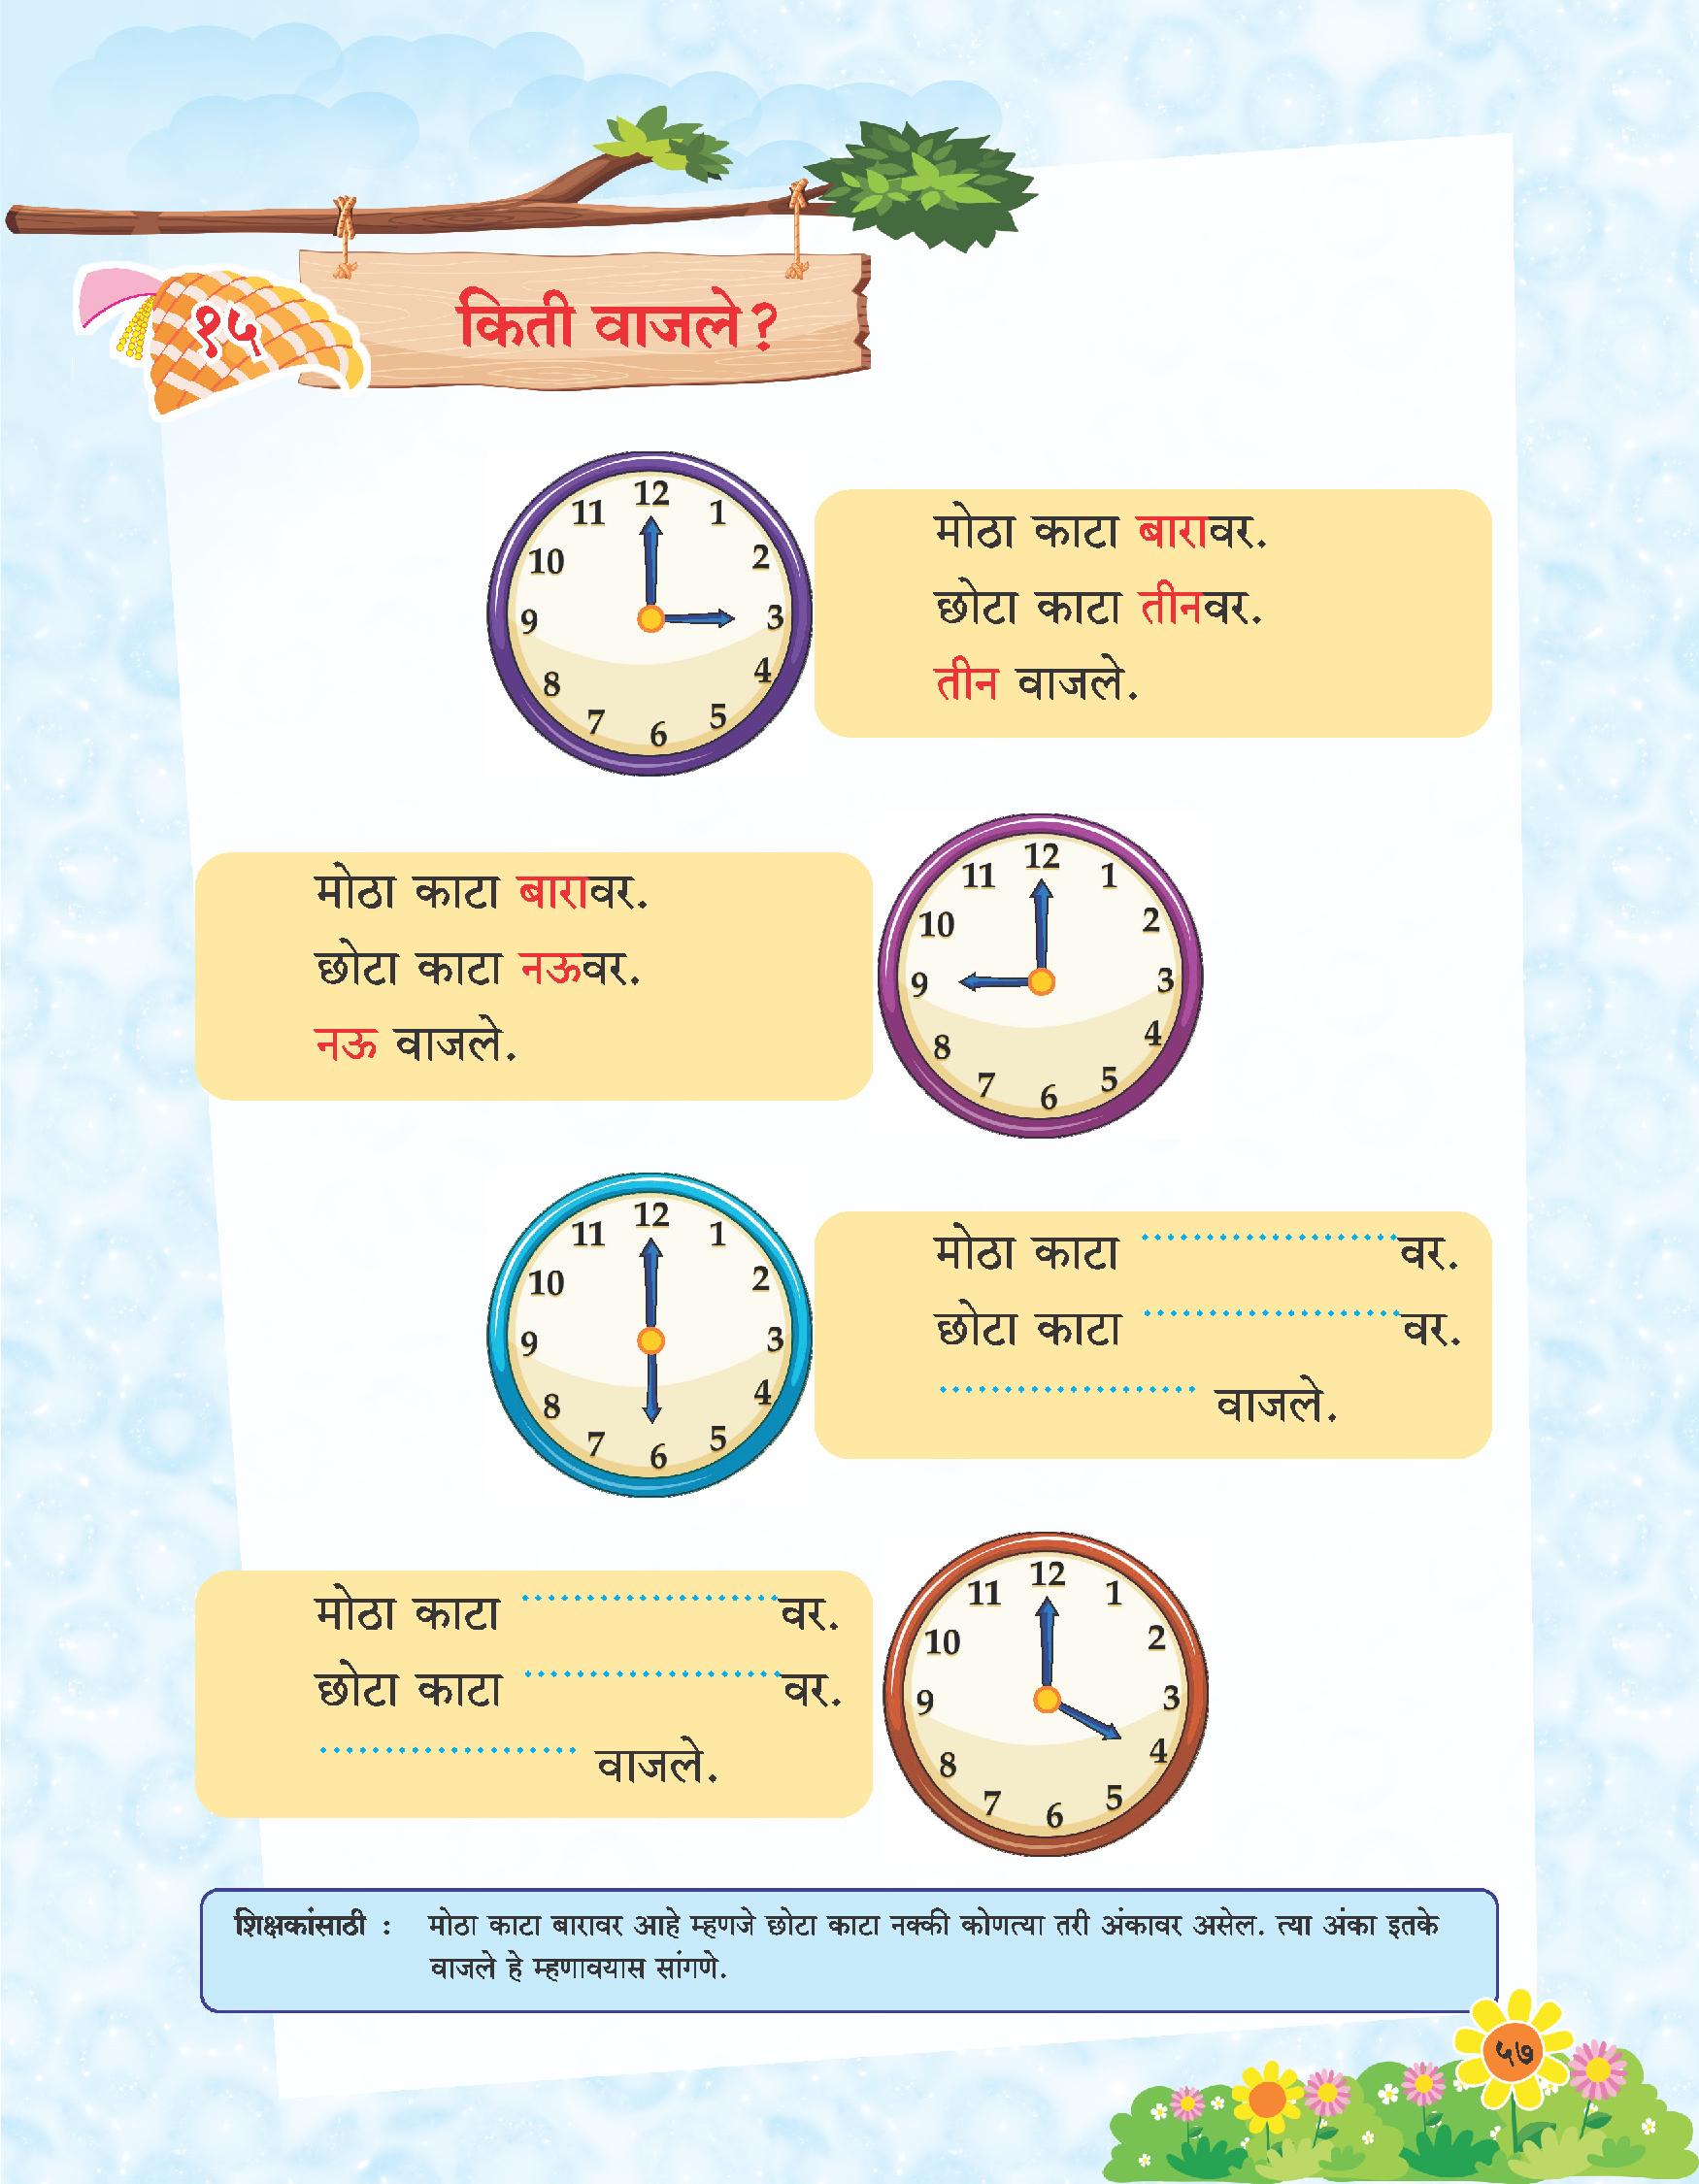 १५
किती वाजले?
12
11 1
10 2
9 3
8 4
7 5
6
मोठा काटा बारावर.
छोटा काटा तीनवर.
तीन वाजले.
मोठा काटा बारावर.
छोटा काटा नऊवर.
नऊ वाजले.
12
11 1
10 2
9 3
8 4
7 5
6
12
11 1
10 2
9 3
8 4
7 5
6
मोठा काटा ....................वर.
छोटा काटा ....................वर.
.................... वाजले.
मोठा काटा ....................वर.
छोटा काटा ....................वर.
.................... वाजले.
12
11 1
10 2
9 3
8 4
7 5
6
शिक्षकांसाठी : मोठा काटा बारावर आहे म्हणजे छोटा काटा नक्की कोणत्या तरी अंकावर असेल. त्या अंका इतके
वाजले हे म्हणावयास सांगणे.
५७